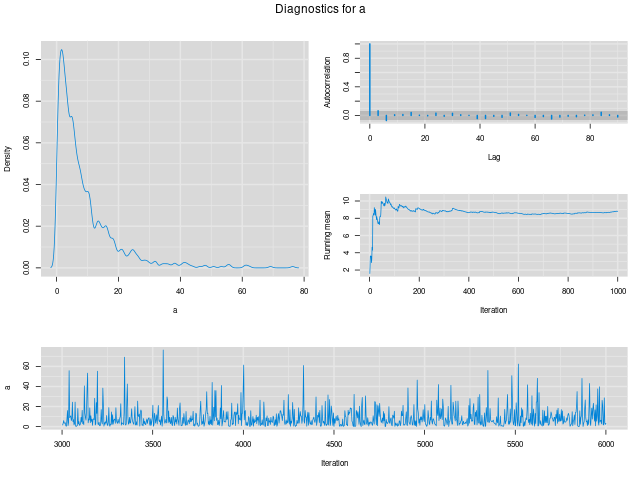 Diagnostics for a
Density
0.00 0.02 0.04 0.06 0.08 0.10
0 20 40 60 80
a
Autocorrelation
0.0 0.4 0.8
0 20 40 60 80
Lag
Running mean
2 4 6 8 10
0 200 400 600 800 1000
Iteration
a
0 20 40 60
3000 3500 4000 4500 5000 5500 6000
Iteration